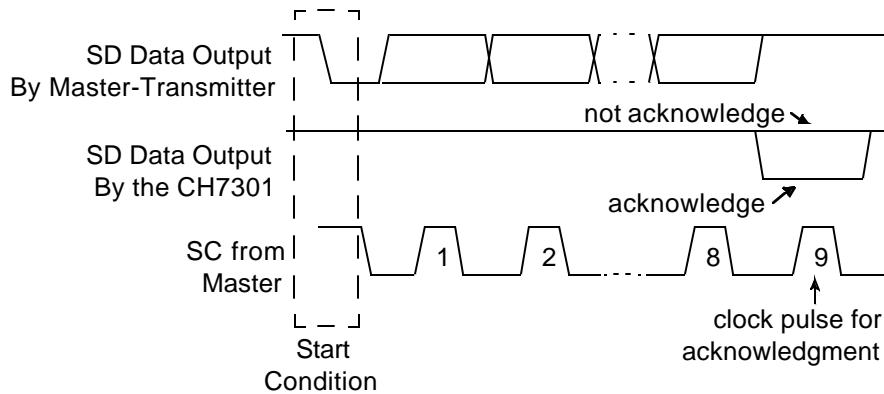 SD Data Output
By Master-Transmitter
not acknowledge
SD Data Output
By the CH7301
acknowledge
SC from
Master
1
2
8
9
clock pulse for
acknowledgment
Start
Condition